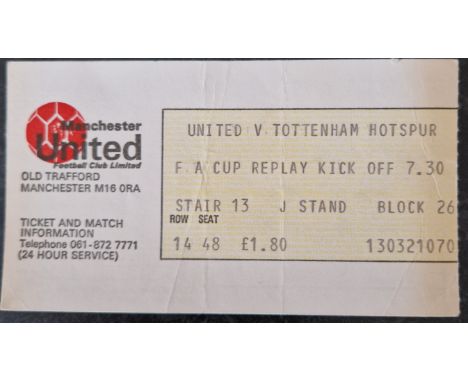 Manchester
United
Football Club Limited
OLD TRAFFORD
MANCHESTER M16 0RA
TICKET AND MATCH
INFORMATION
Telephone 061-872 7771
(24 HOUR SERVICE)
UNITED V TOTTENHAM HOTSPUR
F A CUP REPLAY KICK OFF 7.30
STAIR 13 J STAND BLOCK 26
ROW SEAT
14 48 £1.80 130321070